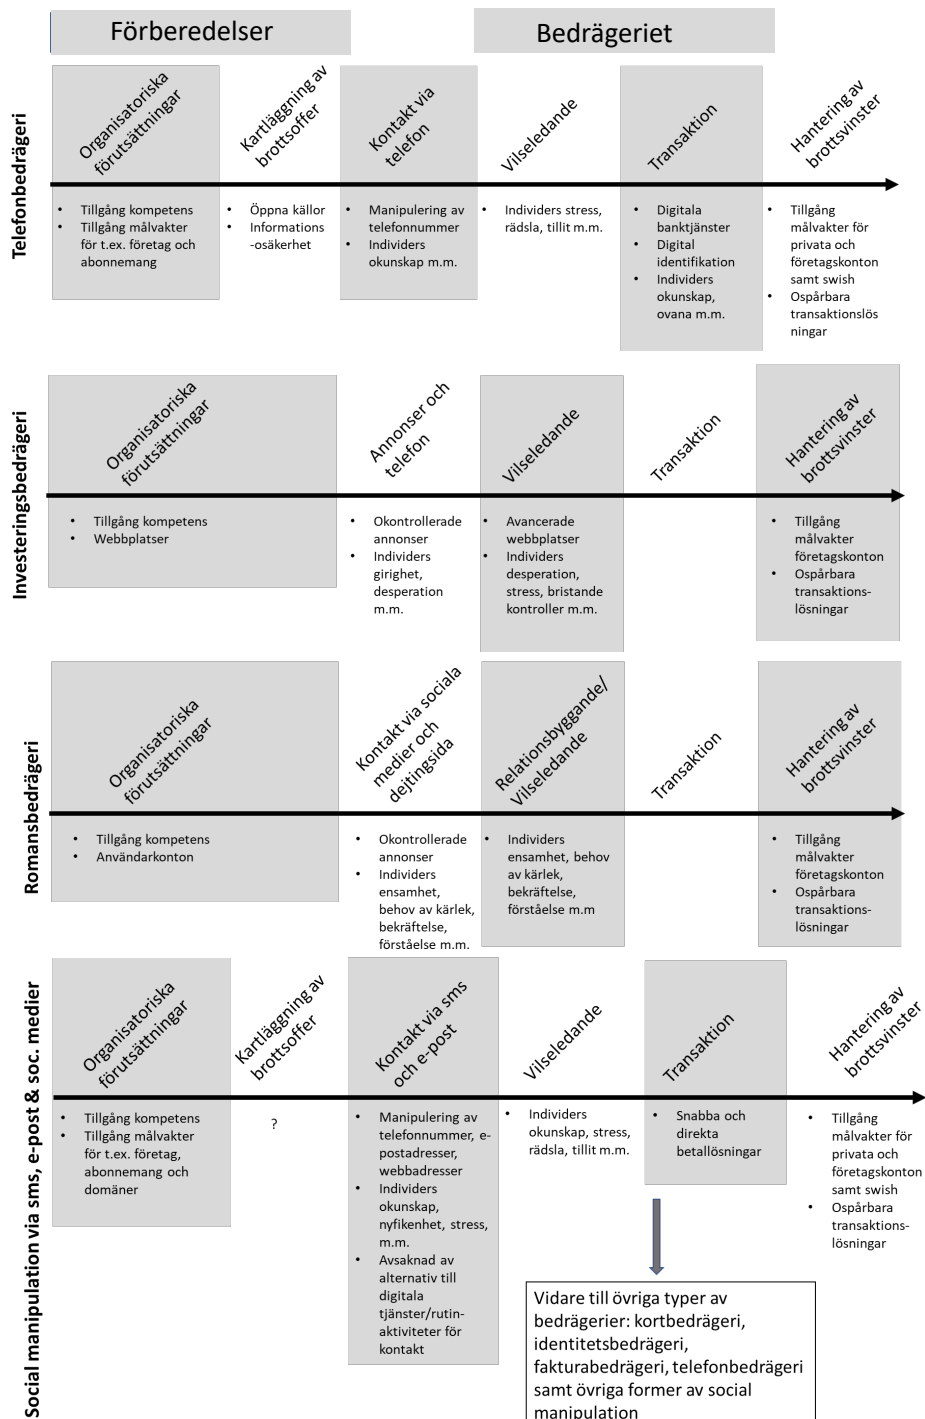 Förberedelser
Bedrägeriet
Telefonbedrägeri
Organisatoriska
förutsättningar
Kartläggning av
brottsoffer
Kontakt via
telefon
Vilseledande
Transaktion
Hantering av
brottsvinster
• Tillgång kompetens
• Tillgång målvakter
för t.ex. företag och
abonnemang
• Öppna källor
• Informations
-osäkerhet
• Manipulering av
telefonnummer
• Individers
okunskap m.m.
• Individers stress,
rädsla, tillit m.m.
• Digitala
banktjänster
• Digital
identifikation
• Individers
okunskap,
ovana m.m.
• Tillgång
målvakter för
privata och
företagskonton
samt swish
• Ospårbara
transaktionslös
ningar
Investeringsbedrägeri
Organisatoriska
förutsättningar
Annonser och
telefon
Vilseledande
Transaktion
Hantering av
brottsvinster
• Tillgång kompetens
• Webbplatser
• Okontrollerade
annonser
• Individers
girighet,
desperation
m.m.
• Avancerade
webbplatser
• Individers
desperation,
stress, bristande
kontroller m.m.
• Tillgång
målvakter
företagskonton
• Ospårbara
transaktions-
lösningar
Romansbedrägeri
Organisatoriska
förutsättningar
Kontakt via sociala
medier och
dejtingsida
Relationsbyggande/
Vilseledande
Transaktion
Hantering av
brottsvinster
• Tillgång kompetens
• Användarkonton
• Okontrollerade
annonser
• Individers
ensamhet,
behov av kärlek,
bekräftelse,
förståelse m.m.
• Individers
ensamhet, behov
av kärlek,
bekräftelse,
förståelse m.m
• Tillgång
målvakter
företagskonton
• Ospårbara
transaktions-
lösningar
Social manipulation via sms, e-post & soc. medier
Organisatoriska
förutsättningar
Kartläggning av
brottsoffer
Kontakt via sms
och e-post
Vilseledande
Transaktion
Hantering av
brottsvinster
• Tillgång kompetens
• Tillgång målvakter
för t.ex. företag,
abonnemang och
domäner
?
• Manipulering av
telefonnummer, e-
postadresser,
webbadresser
• Individers
okunskap,
nyfikenhet, stress,
m.m.
• Avsaknad av
alternativ till
digitala
tjänster/rutin-
aktiviteter för
kontakt
• Individers
okunskap, stress,
rädsla, tillit m.m.
• Snabba och
direkta
betallösningar
• Tillgång
målvakter för
privata och
företagskonton
samt swish
• Ospårbara
transaktions-
lösningar
Vidare till övriga typer av
bedrägerier: kortbedrägeri,
identitetsbedrägeri,
fakturabedrägeri, telefonbedrägeri
samt övriga former av social
manipulation